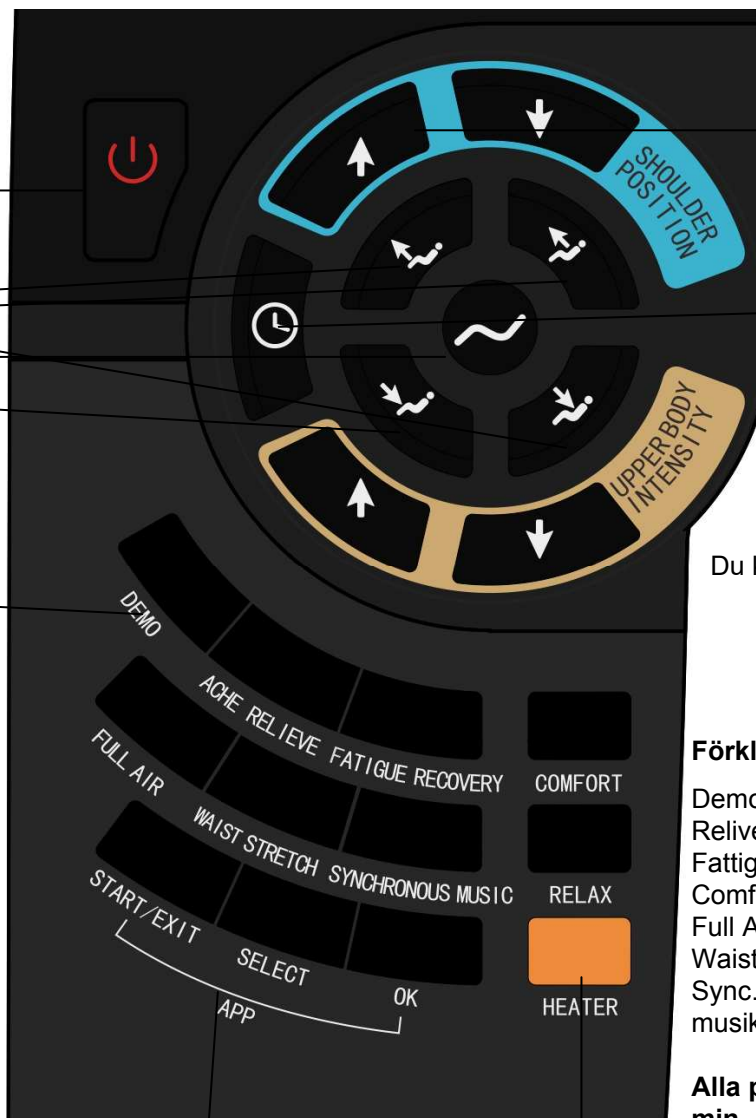 SHOULDER
POSITION
UPPER BODY
INTENSITY
Du
DEMO
ACHE RELIEVE
FATIGUE RECOVERY
COMFORT
FULL AIR
WAIST STRETCH
SYNCHRONOUS MUSIC
RELAX
START/EXIT
SELECT
OK
APP
HEATER
Förkl
Demo
Relive
Fattig
Comf
Full A
Waist
Sync.
musik
Alla p
min